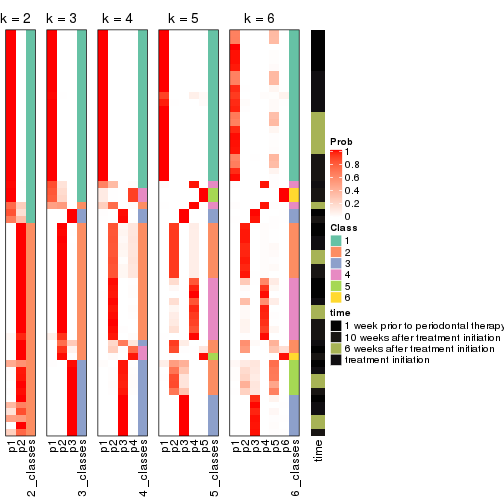 k = 2 k = 3 k = 4 k = 5 k = 6
Prob
1
0.8
0.6
0.4
0.2
0
Class
1
2
3
4
5
6
time
1 week prior to periodontal therapy
10 weeks after treatment initiation
6 weeks after treatment initiation
treatment initiation
p1 p2 2_classes p1 p2 p3 3_classes p1 p2 p3 p4 4_classes p1 p2 p3 p4 p5 5_classes p1 p2 p3 p4 p5 p6 6_classes time